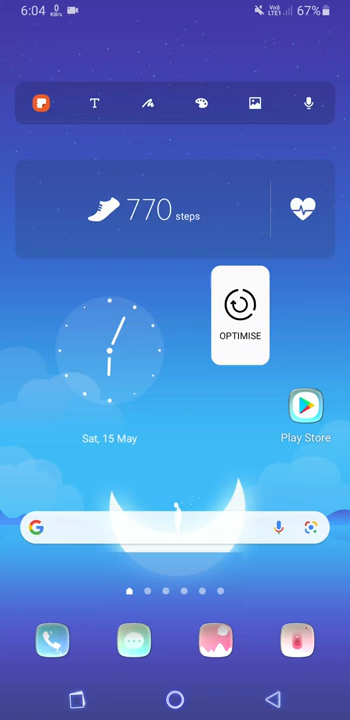 6:04 0 KB/s Vo)) LTE1 67%
T
770 steps
OPTIMISE
Sat, 15 May
Play Store
G